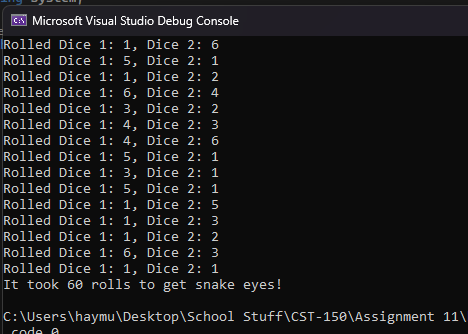 ing System;
Microsoft Visual Studio Debug Console
Rolled Dice 1: 1, Dice 2: 6
Rolled Dice 1: 5, Dice 2: 1
Rolled Dice 1: 1, Dice 2: 2
Rolled Dice 1: 6, Dice 2: 4
Rolled Dice 1: 3, Dice 2: 2
Rolled Dice 1: 4, Dice 2: 3
Rolled Dice 1: 4, Dice 2: 6
Rolled Dice 1: 5, Dice 2: 1
Rolled Dice 1: 3, Dice 2: 1
Rolled Dice 1: 5, Dice 2: 1
Rolled Dice 1: 1, Dice 2: 5
Rolled Dice 1: 1, Dice 2: 3
Rolled Dice 1: 1, Dice 2: 2
Rolled Dice 1: 6, Dice 2: 3
Rolled Dice 1: 1, Dice 2: 1
It took 60 rolls to get snake eyes!
C:\Users\haymu\Desktop\School Stuff\CST-150\Assignment 11\
code 0